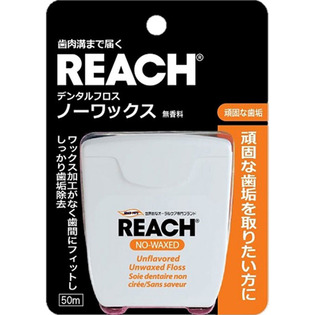 歯肉溝まで届く
REACH®
デンタルフロス
ノーワックス 無香料
頑固な歯垢
頑固な歯垢を取りたい方に
ワックス加工がなく歯間にフィットし
しっかり歯垢除去
50m
REACH®
NO-WAXED
Unflavored
Unwaxed Floss
Soie dentaire non
cirée/Sans saveur